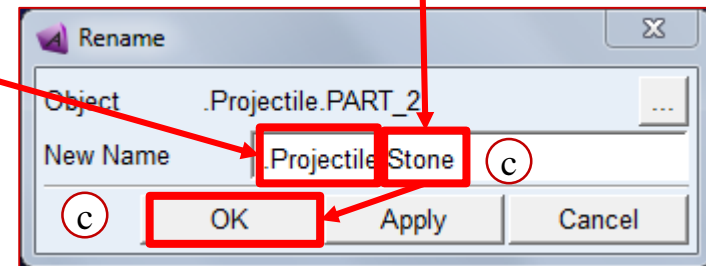 Rename
Object .Projectile.PART_2 ...
New Name .Projectile.Stone c
c OK Apply Cancel